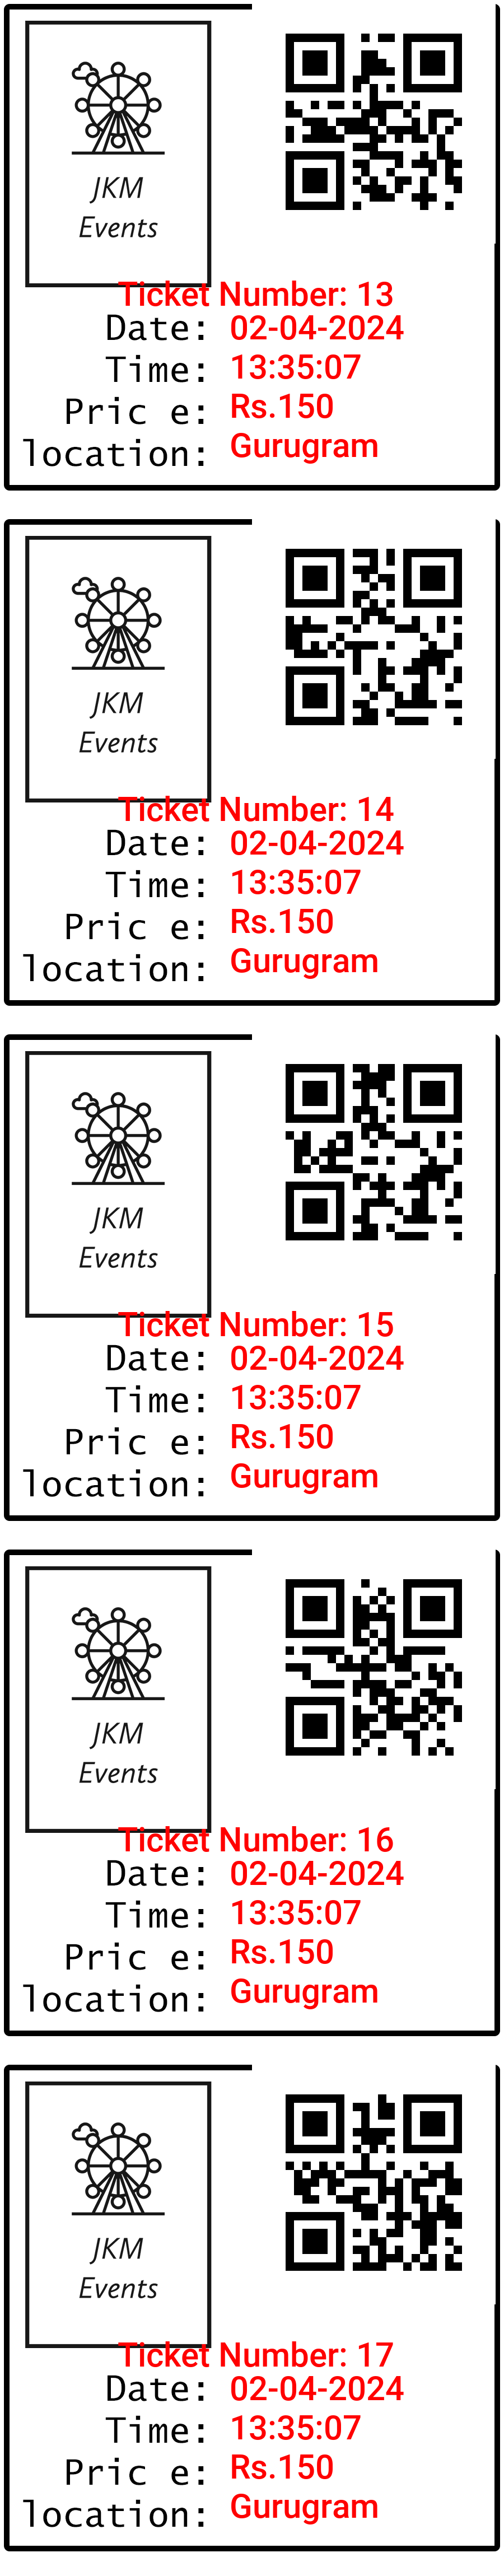 JKM
Events
Ticket Number: 13
Date: 02-04-2024
Time: 13:35:07
Pric e: Rs.150
location: Gurugram
JKM
Events
Ticket Number: 14
Date: 02-04-2024
Time: 13:35:07
Pric e: Rs.150
location: Gurugram
JKM
Events
Ticket Number: 15
Date: 02-04-2024
Time: 13:35:07
Pric e: Rs.150
location: Gurugram
JKM
Events
Ticket Number: 16
Date: 02-04-2024
Time: 13:35:07
Pric e: Rs.150
location: Gurugram
JKM
Events
Ticket Number: 17
Date: 02-04-2024
Time: 13:35:07
Pric e: Rs.150
location: Gurugram